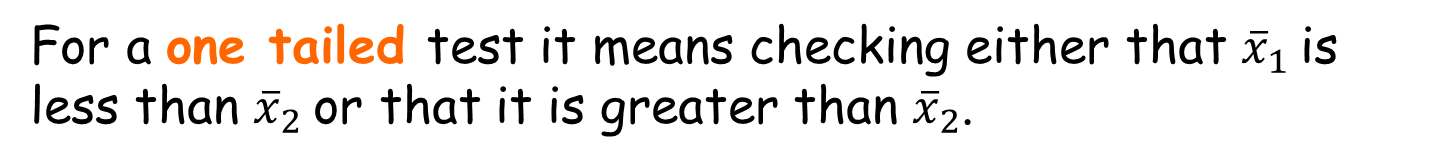 For a one tailed test it means checking either that x̄₁ is
less than x̄₂ or that it is greater than x̄₂.